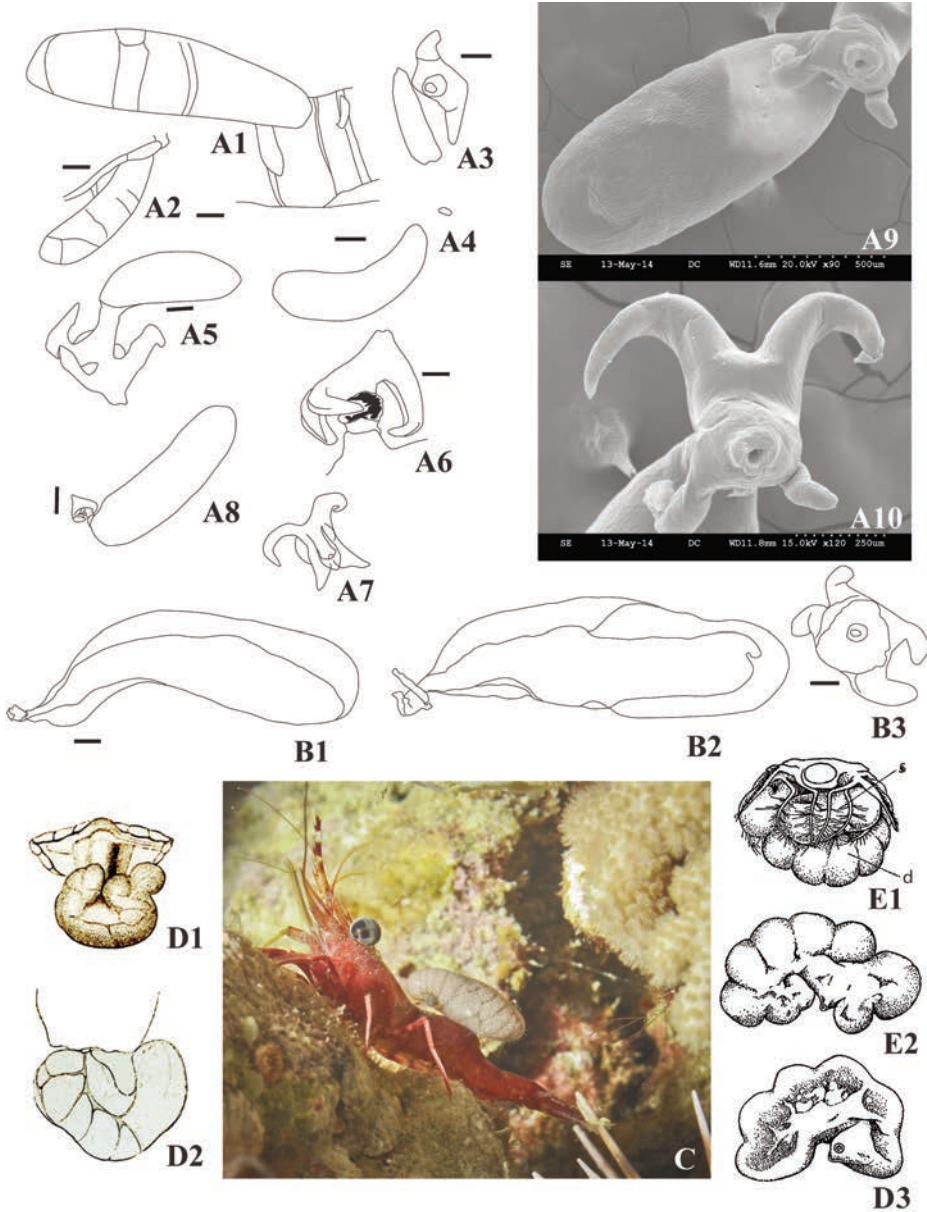 A1
A2
A3
A4
A5
A6
A7
A8
A9
SE 13-May-14 DC WD11.6mm 20.0kV x90 500um
A10
SE 13-May-14 DC WD11.8mm 15.0kV x120 250um
B1
B2
B3
C
D1
D2
s
d
E1
E2
D3